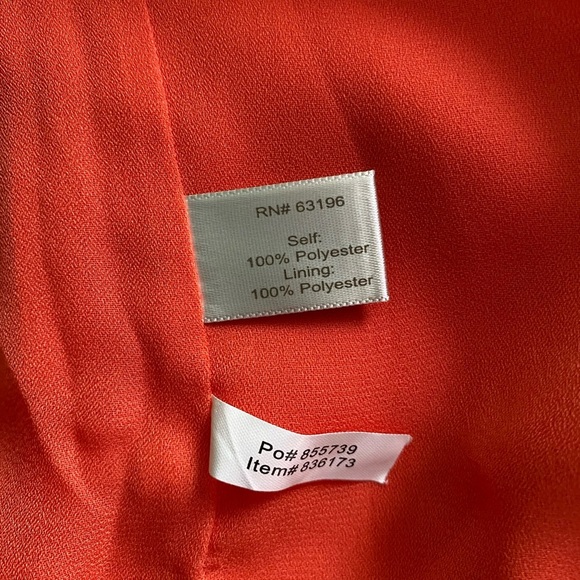 RN# 63196
Self:
100% Polyester
Lining:
100% Polyester
Po# 855739
Item# 836173